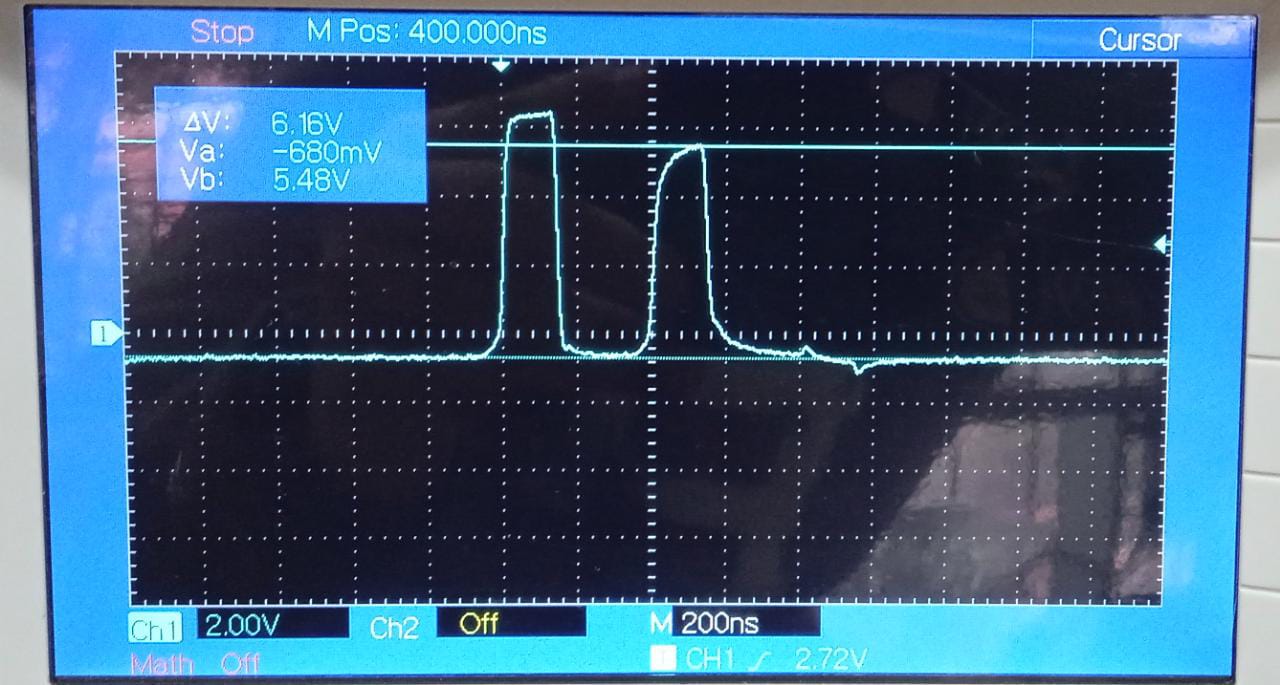 Stop M Pos: 400.000ns Cursor
ΔV: 6.16V
Va: -680mV
Vb: 5.48V
1
Ch1 2.00V Ch2 Off M 200ns
Math Off CH1 2.72V